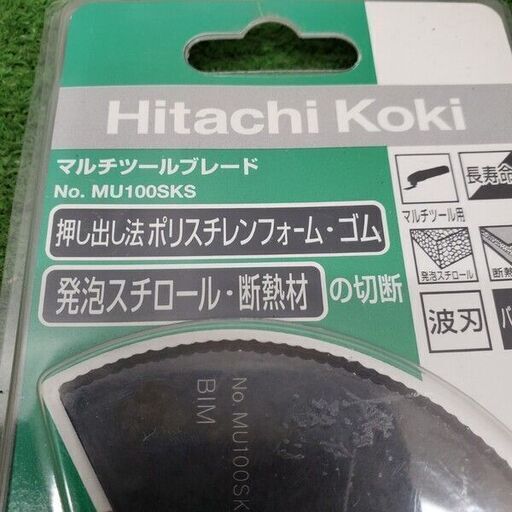 Hitachi Koki
マルチツールブレード
No. MU100SKS
押し出し法 ポリスチレンフォーム・ゴム
発泡スチロール・断熱材 の切断
長寿命
マルチツール用
発泡スチロール
断熱
波刃
No. MU100SK
BIM